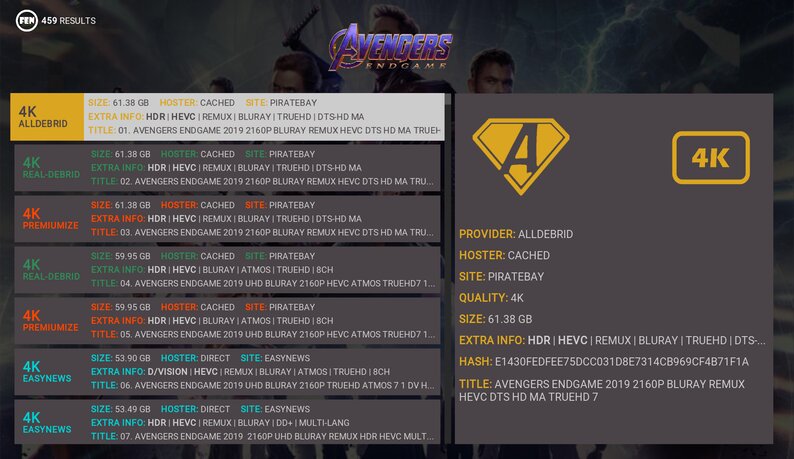 FEN 459 RESULTS
AVENGERS
ENDGAME
4K
ALLDEBRID
SIZE: 61.38 GB HOSTER: CACHED SITE: PIRATEBAY
EXTRA INFO: HDR | HEVC | REMUX | BLURAY | TRUEHD | DTS-HD MA
TITLE: 01. AVENGERS ENDGAME 2019 2160P BLURAY REMUX HEVC DTS HD MA TRUEH
4K
REAL-DEBRID
SIZE: 61.38 GB HOSTER: CACHED SITE: PIRATEBAY
EXTRA INFO: HDR | HEVC | REMUX | BLURAY | TRUEHD | DTS-HD MA
TITLE: 02. AVENGERS ENDGAME 2019 2160P BLURAY REMUX HEVC DTS HD MA TRU...
4K
PREMIUMIZE
SIZE: 61.38 GB HOSTER: CACHED SITE: PIRATEBAY
EXTRA INFO: HDR | HEVC | REMUX | BLURAY | TRUEHD | DTS-HD MA
TITLE: 03. AVENGERS ENDGAME 2019 2160P BLURAY REMUX HEVC DTS HD MA TRU...
4K
REAL-DEBRID
SIZE: 59.95 GB HOSTER: CACHED SITE: PIRATEBAY
EXTRA INFO: HDR | HEVC | BLURAY | ATMOS | TRUEHD | 8CH
TITLE: 04. AVENGERS ENDGAME 2019 UHD BLURAY 2160P HEVC ATMOS TRUEHD7 1...
4K
PREMIUMIZE
SIZE: 59.95 GB HOSTER: CACHED SITE: PIRATEBAY
EXTRA INFO: HDR | HEVC | BLURAY | ATMOS | TRUEHD | 8CH
TITLE: 05. AVENGERS ENDGAME 2019 UHD BLURAY 2160P HEVC ATMOS TRUEHD7 1...
4K
EASYNEWS
SIZE: 53.90 GB HOSTER: DIRECT SITE: EASYNEWS
EXTRA INFO: D/VISION | HEVC | REMUX | BLURAY | ATMOS | TRUEHD | 8CH
TITLE: 06. AVENGERS ENDGAME 2019 UHD BLURAY 2160P TRUEHD ATMOS 7 1 DV H...
4K
EASYNEWS
SIZE: 53.49 GB HOSTER: DIRECT SITE: EASYNEWS
EXTRA INFO: HDR | HEVC | REMUX | BLURAY | DD+ | MULTI-LANG
TITLE: 07. AVENGERS ENDGAME 2019 2160P UHD BLURAY REMUX HDR HEVC MULT...
A
4K
PROVIDER: ALLDEBRID
HOSTER: CACHED
SITE: PIRATEBAY
QUALITY: 4K
SIZE: 61.38 GB
EXTRA INFO: HDR | HEVC | REMUX | BLURAY | TRUEHD | DTS-...
HASH: E1430FEDFEE75DCC031D8E7314CB969CF4B71F1A
TITLE: AVENGERS ENDGAME 2019 2160P BLURAY REMUX
HEVC DTS HD MA TRUEHD 7